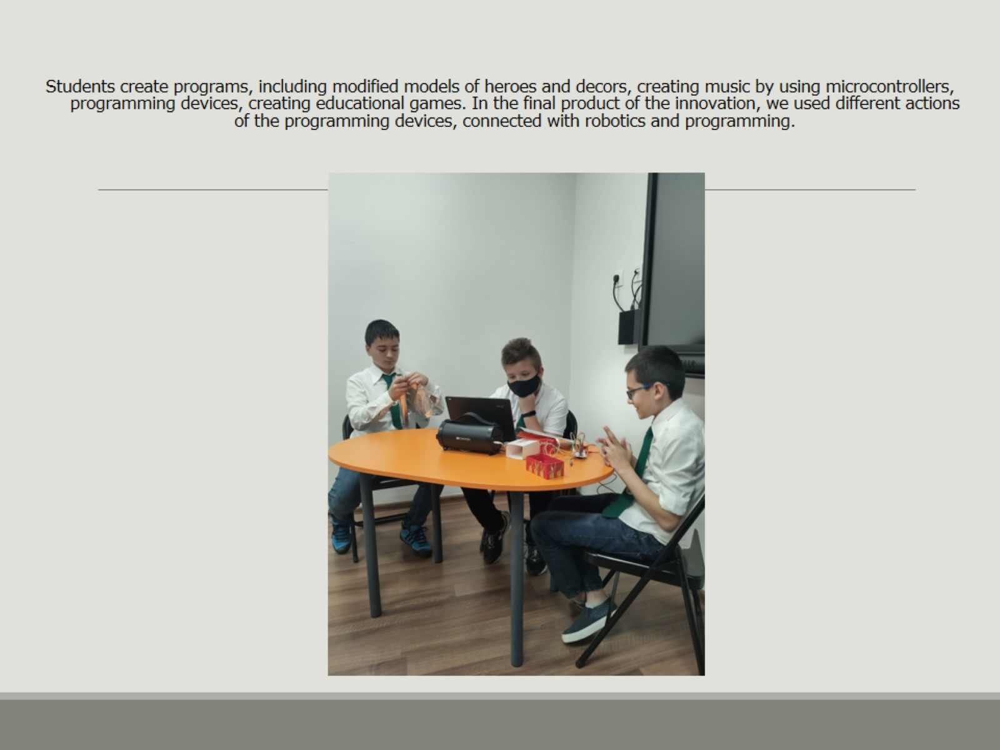 Students create programs, including modified models of heroes and decors, creating music by using microcontrollers,
programming devices, creating educational games. In the final product of the innovation, we used different actions
of the programming devices, connected with robotics and programming.